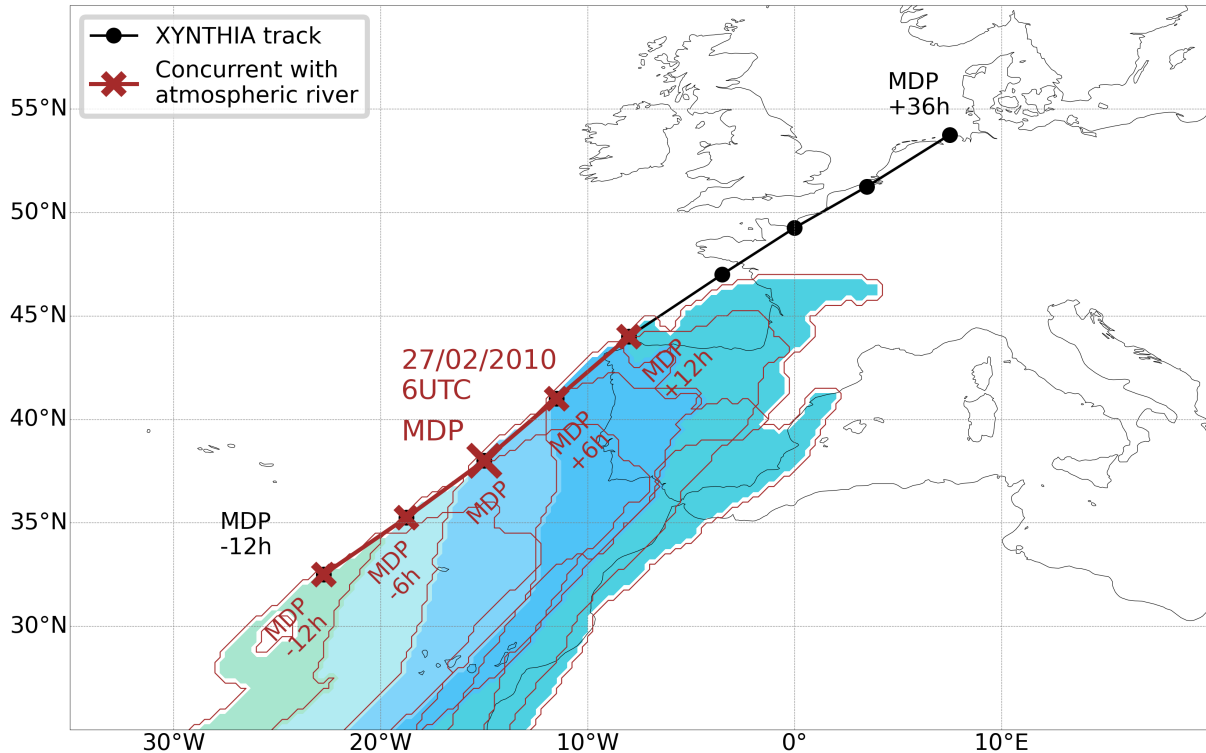 XYNTHIA track
Concurrent with
atmospheric river
MDP
+36h
55°N
50°N
45°N
40°N
35°N
30°N
27/02/2010
6UTC
MDP
MDP
+12h
MDP
+6h
MDP
MDP
-12h
MDP
-6h
MDP
-12h
30°W
20°W
10°W
0°
10°E